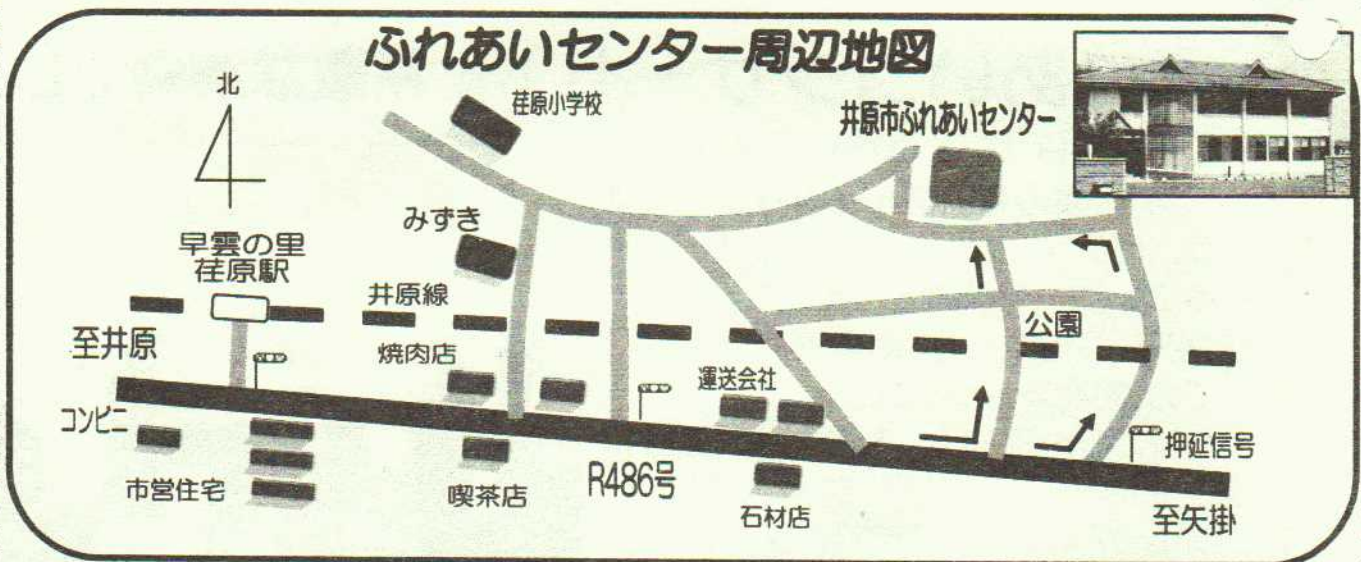 ふれあいセンター周辺地図
北
荏原小学校
井原市ふれあいセンター
みずき
早雲の里
荏原駅
井原線
至井原
公園
焼肉店
運送会社
コンビニ
押延信号
市営住宅
喫茶店
R486号
石材店
至矢掛